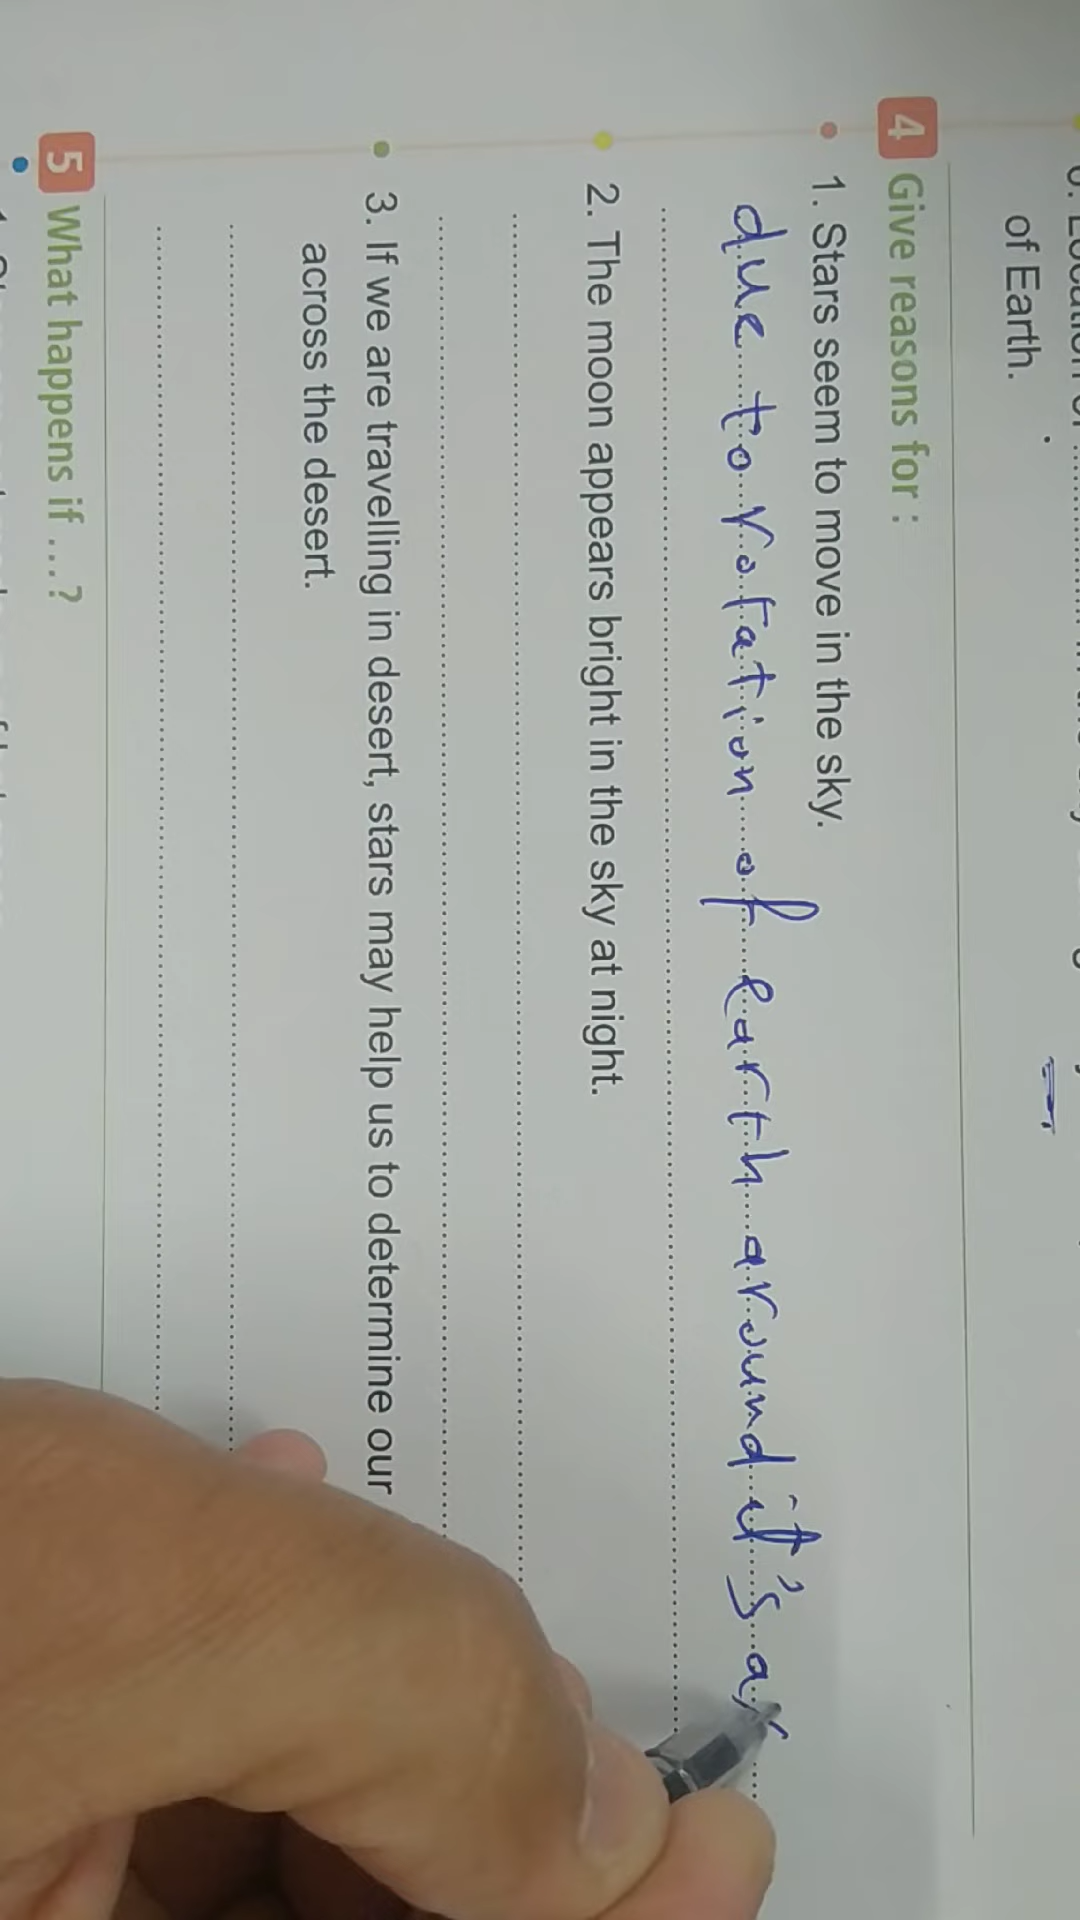 of Earth.
4 Give reasons for :
1. Stars seem to move in the sky.
due to rotation of earth around it's ax
2. The moon appears bright in the sky at night.
3. If we are travelling in desert, stars may help us to determine our
across the desert.
5 What happens if ...?